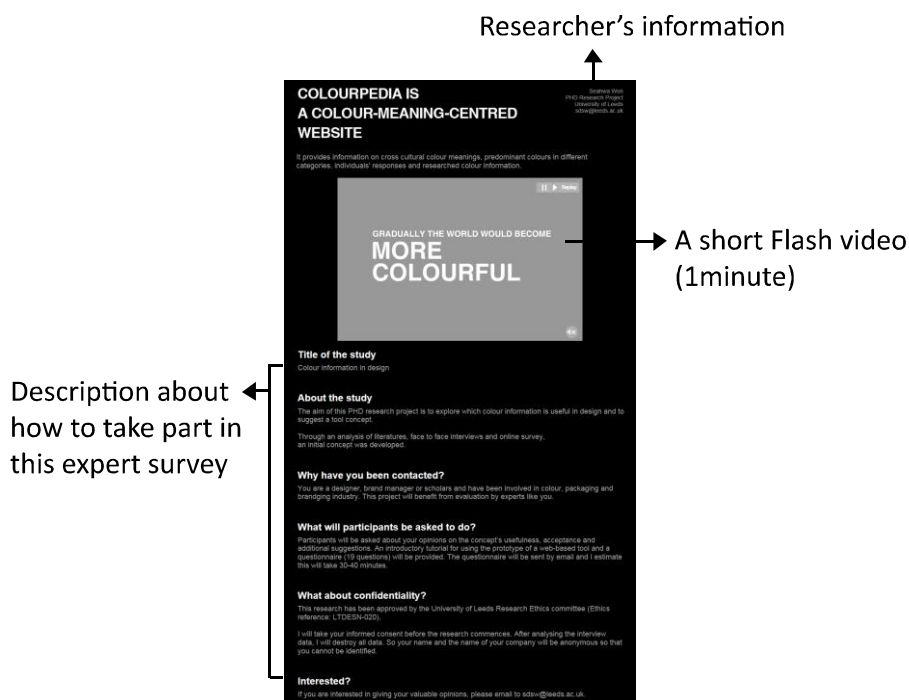 Researcher's information
COLOURPEDIA IS
A COLOUR-MEANING-CENTRED
WEBSITE
Seahwa Won
PHD Research Project
University of Leeds
sdsw@leeds.ac.uk
It provides information on cross cultural colour meanings, predominant colours in different
categories, individuals' responses and researched colour information.
Replay
GRADUALLY THE WORLD WOULD BECOME
MORE
COLOURFUL
A short Flash video
(1minute)
Title of the study
Colour information in design
Description about
how to take part in
this expert survey
About the study
The aim of this PHD research project is to explore which colour information is useful in design and to
suggest a tool concept.
Through an analysis of literatures, face to face interviews and online survey,
an initial concept was developed.
Why have you been contacted?
You are a designer, brand manager or scholars and have been involved in colour, packaging and
brandging industry. This project will benefit from evaluation by experts like you.
What will participants be asked to do?
Participants will be asked about your opinions on the concept's usefulness, acceptance and
additional suggestions. An introductory tutorial for using the prototype of a web-based tool and a
questionnaire (19 questions) will be provided. The questionnaire will be sent by email and I estimate
this will take 30-40 minutes.
What about confidentiality?
This research has been approved by the University of Leeds Research Ethics committee (Ethics
reference: LTDESN-020).
I will take your informed consent before the research commences. After analysing the interview
data, I will destroy all data. So your name and the name of your company will be anonymous so that
you cannot be identified.
Interested?
If you are interested in giving your valuable opinions, please email to sdsw@leeds.ac.uk.